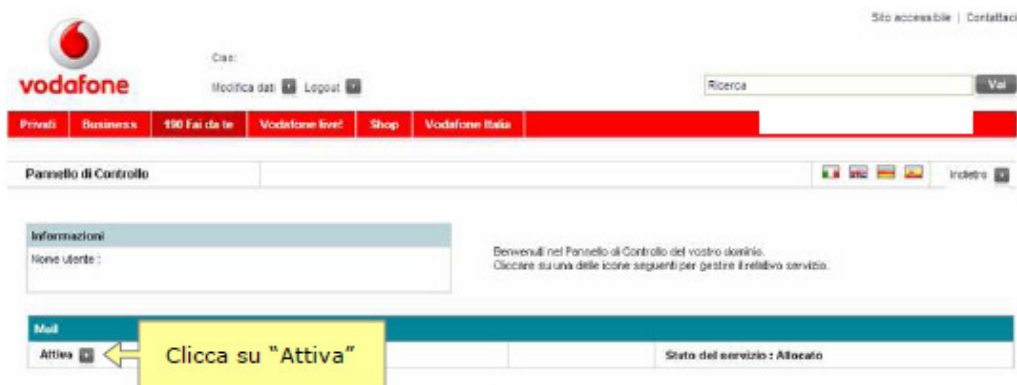 Sito accessibile | Contattaci
Ciao:
vodafone
Modifica dati Logout
Ricerca
Vai
Privati Business 190 Fai da te Vodafone live! Shop Vodafone Italia
Pannello di Controllo
Indietro
Informazioni
Nome utente :
Benvenuti nel Pannello di Controllo del vostro dominio.
Cliccare su una delle icone seguenti per gestire il relativo servizio.
Mail
Attiva
Clicca su “Attiva”
Stato del servizio : Allocato